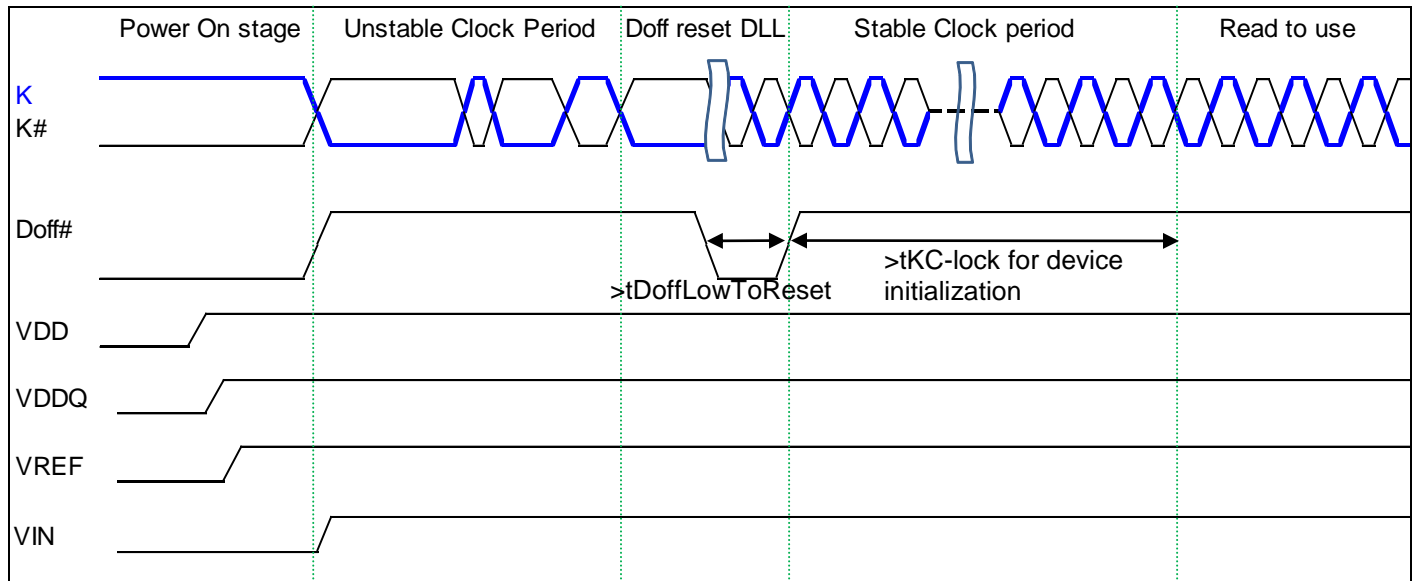 Power On stage
Unstable Clock Period
Doff reset DLL
Stable Clock period
Read to use
K
K#
Doff#
>tDoffLowToReset
>tKC-lock for device
initialization
VDD
VDDQ
VREF
VIN